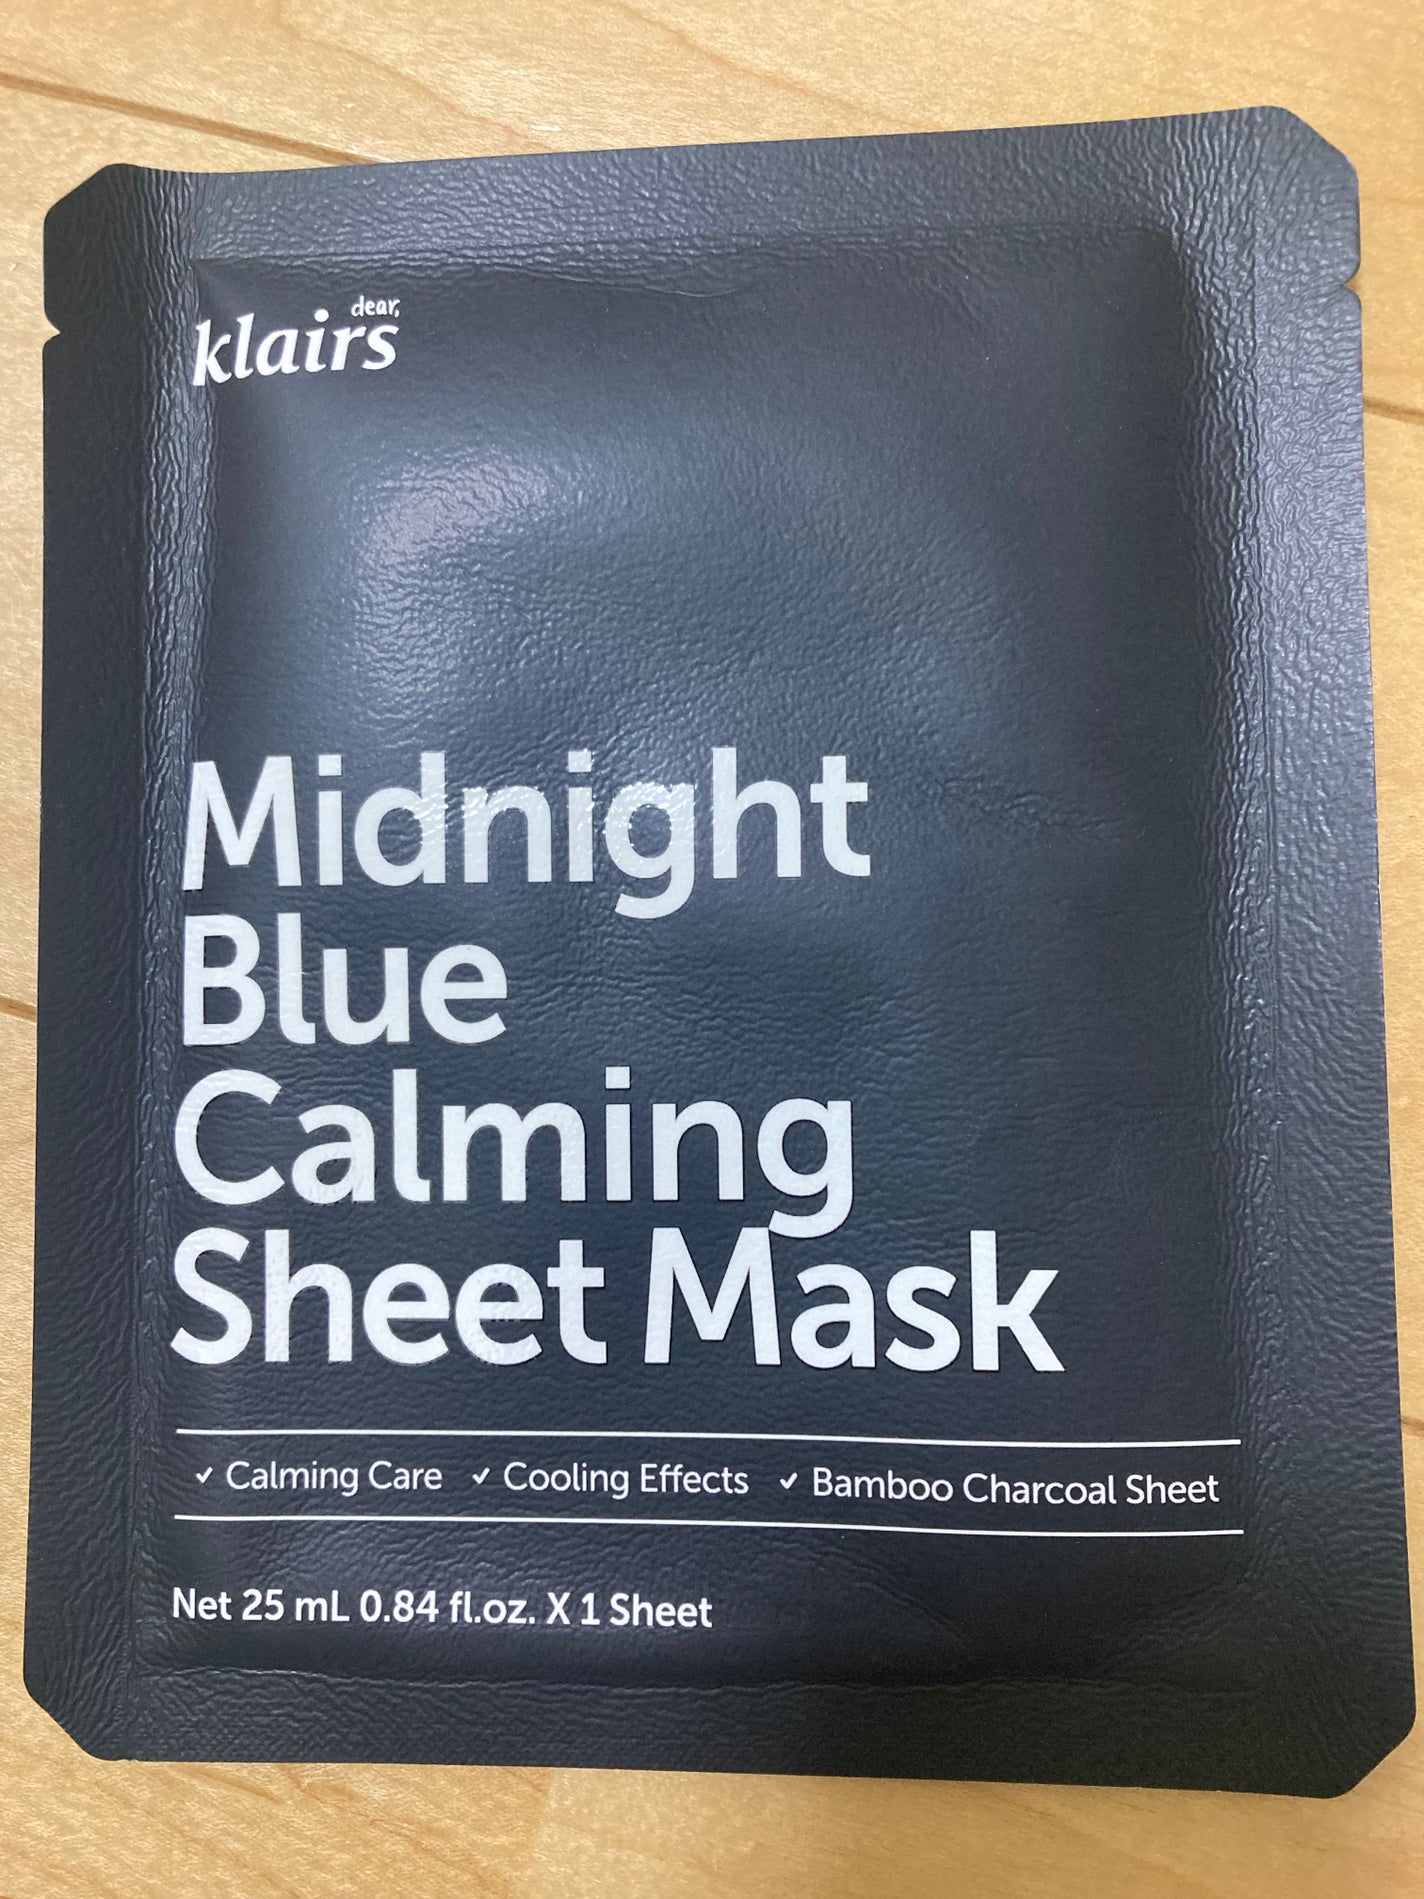 dear,
klairs
Midnight
Blue
Calming
Sheet Mask
✓ Calming Care ✓ Cooling Effects ✓ Bamboo Charcoal Sheet
Net 25 mL 0.84 fl.oz. X 1 Sheet